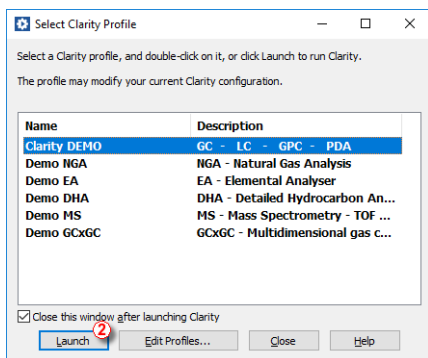 Select Clarity Profile
Select a Clarity profile, and double-click on it, or click Launch to run Clarity.
The profile may modify your current Clarity configuration.
Name Description
Clarity DEMO GC - LC - GPC - PDA
Demo NGA NGA - Natural Gas Analysis
Demo EA EA - Elemental Analyser
Demo DHA DHA - Detailed Hydrocarbon An...
Demo MS MS - Mass Spectrometry - TOF ...
Demo GCxGC GCxGC - Multidimensional gas c...
Close this window after launching Clarity
2
Launch Edit Profiles... Close Help